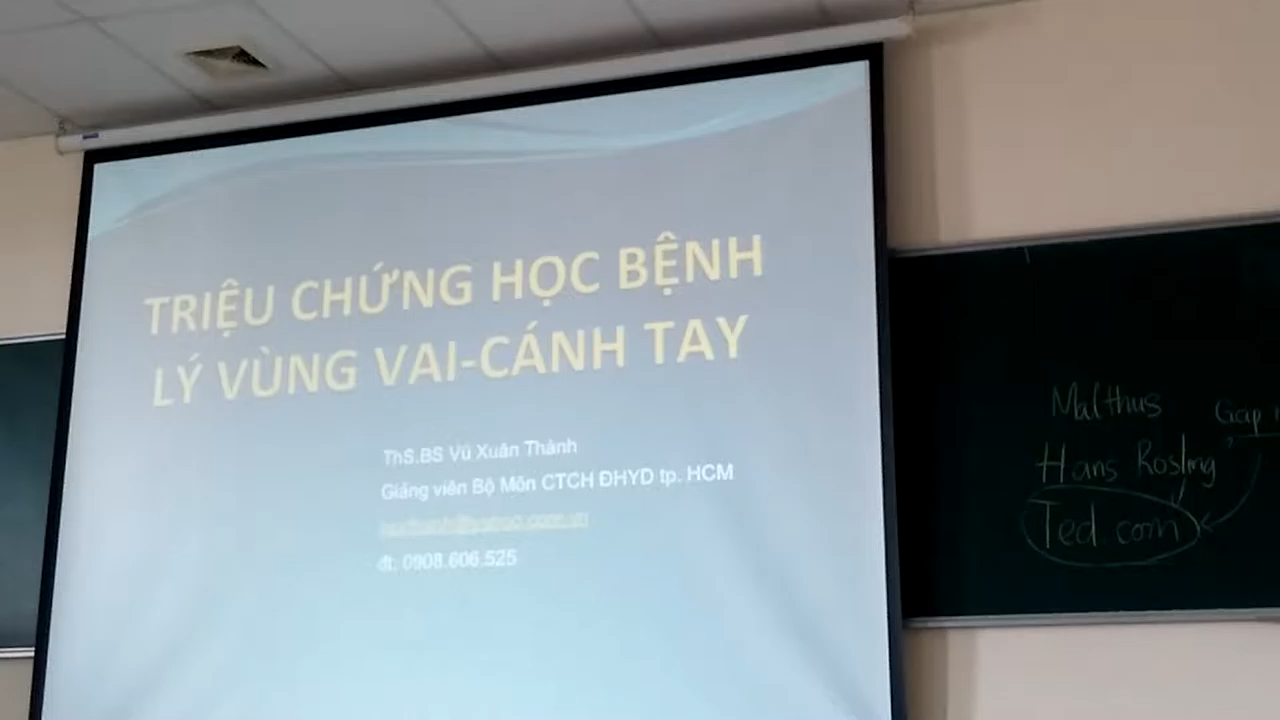 TRIỆU CHỨNG HỌC BỆNH
LÝ VÙNG VAI-CÁNH TAY
ThS.BS Vũ Xuân Thành
Giảng viên Bộ Môn CTCH ĐHYD tp. HCM
đt: 0908.606.525
Malthus
Hans Rosling
Ted.com